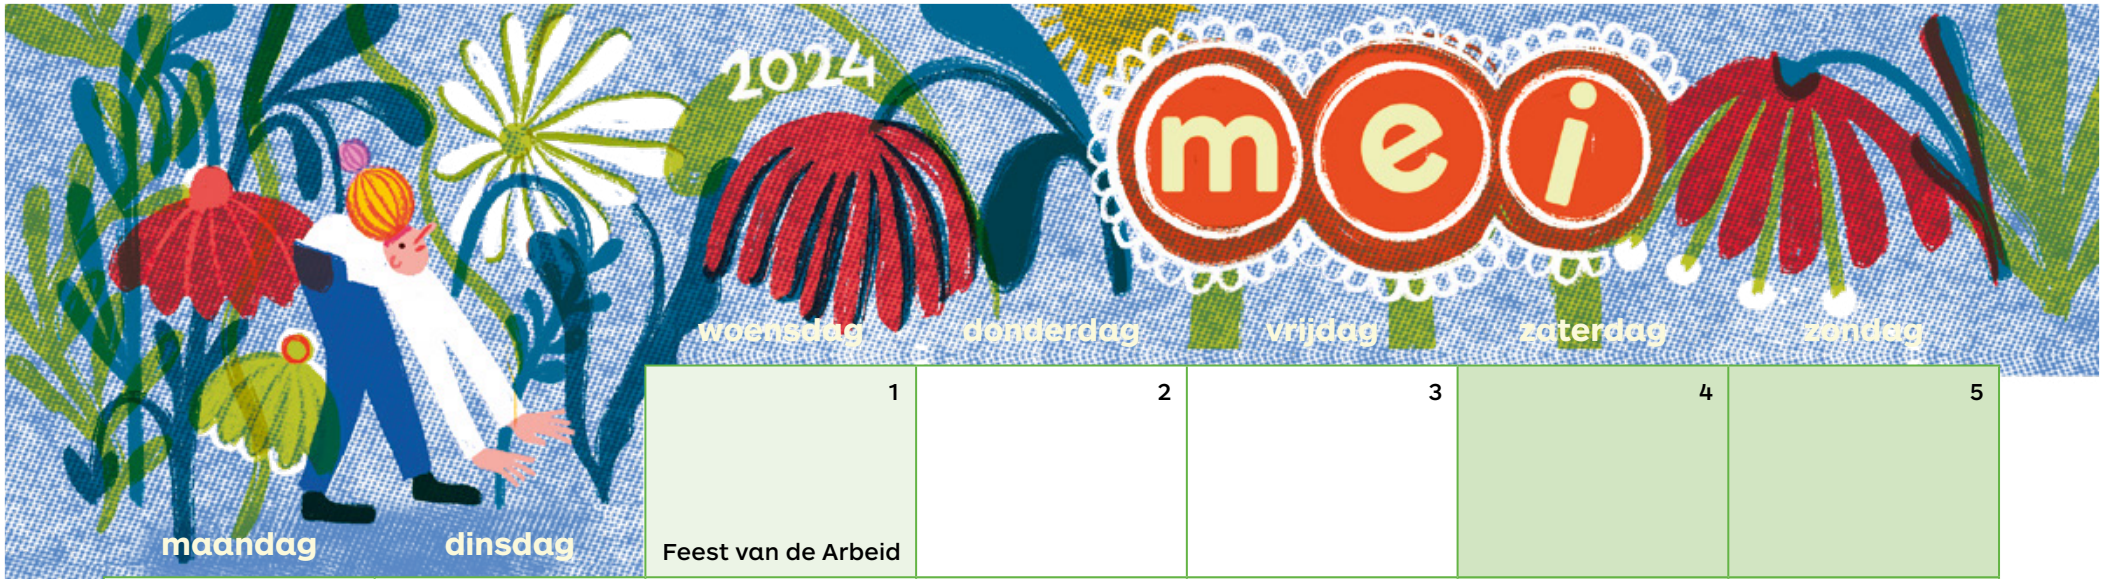 2024
mei
woensdag donderdag vrijdag zaterdag zondag
1 2 3 4 5
maandag dinsdag
Feest van de Arbeid